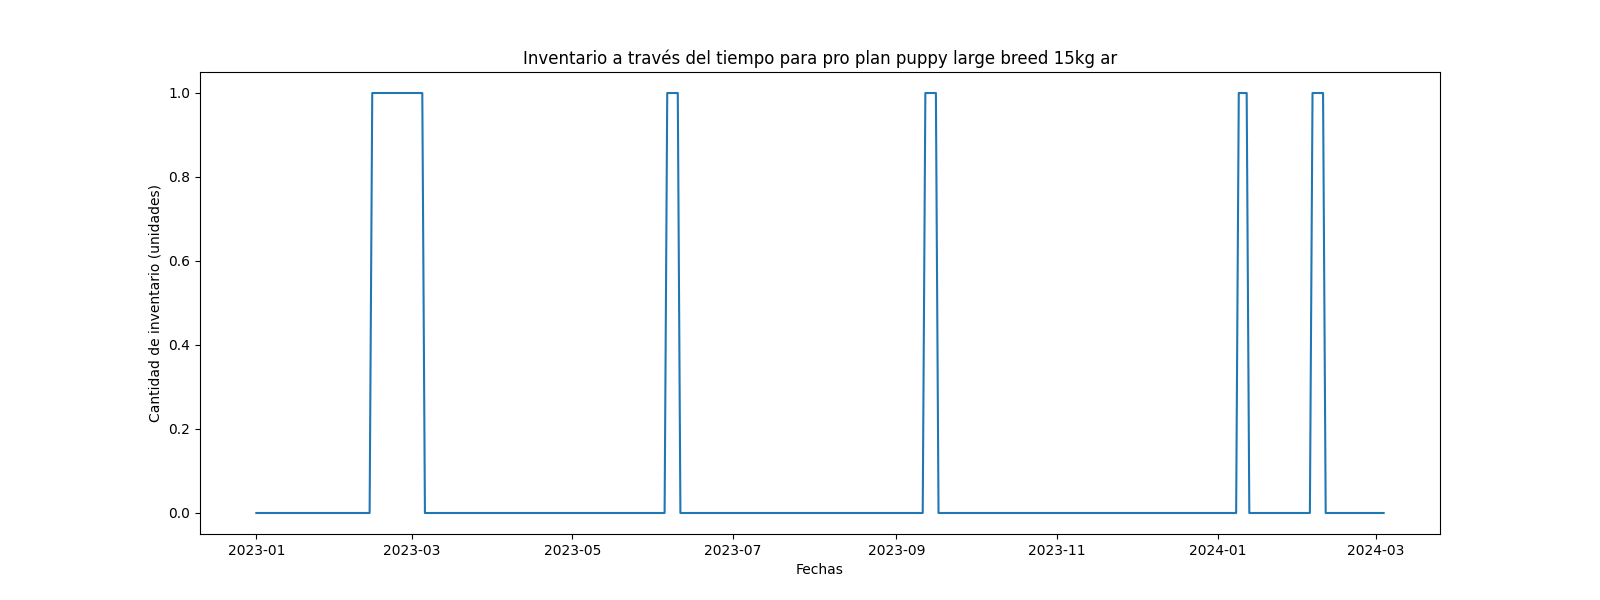 Inventario a través del tiempo para pro plan puppy large breed 15kg ar
Cantidad de inventario (unidades)
1.0
0.8
0.6
0.4
0.2
0.0
2023-01 2023-03 2023-05 2023-07 2023-09 2023-11 2024-01 2024-03
Fechas